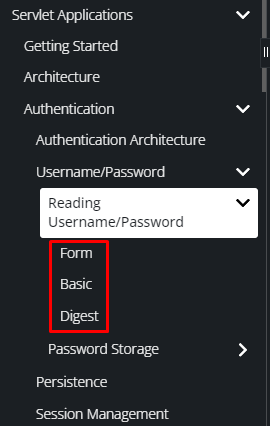 Servlet Applications
Getting Started
Architecture
Authentication
Authentication Architecture
Username/Password
Reading
Username/Password
Form
Basic
Digest
Password Storage
Persistence
Session Management